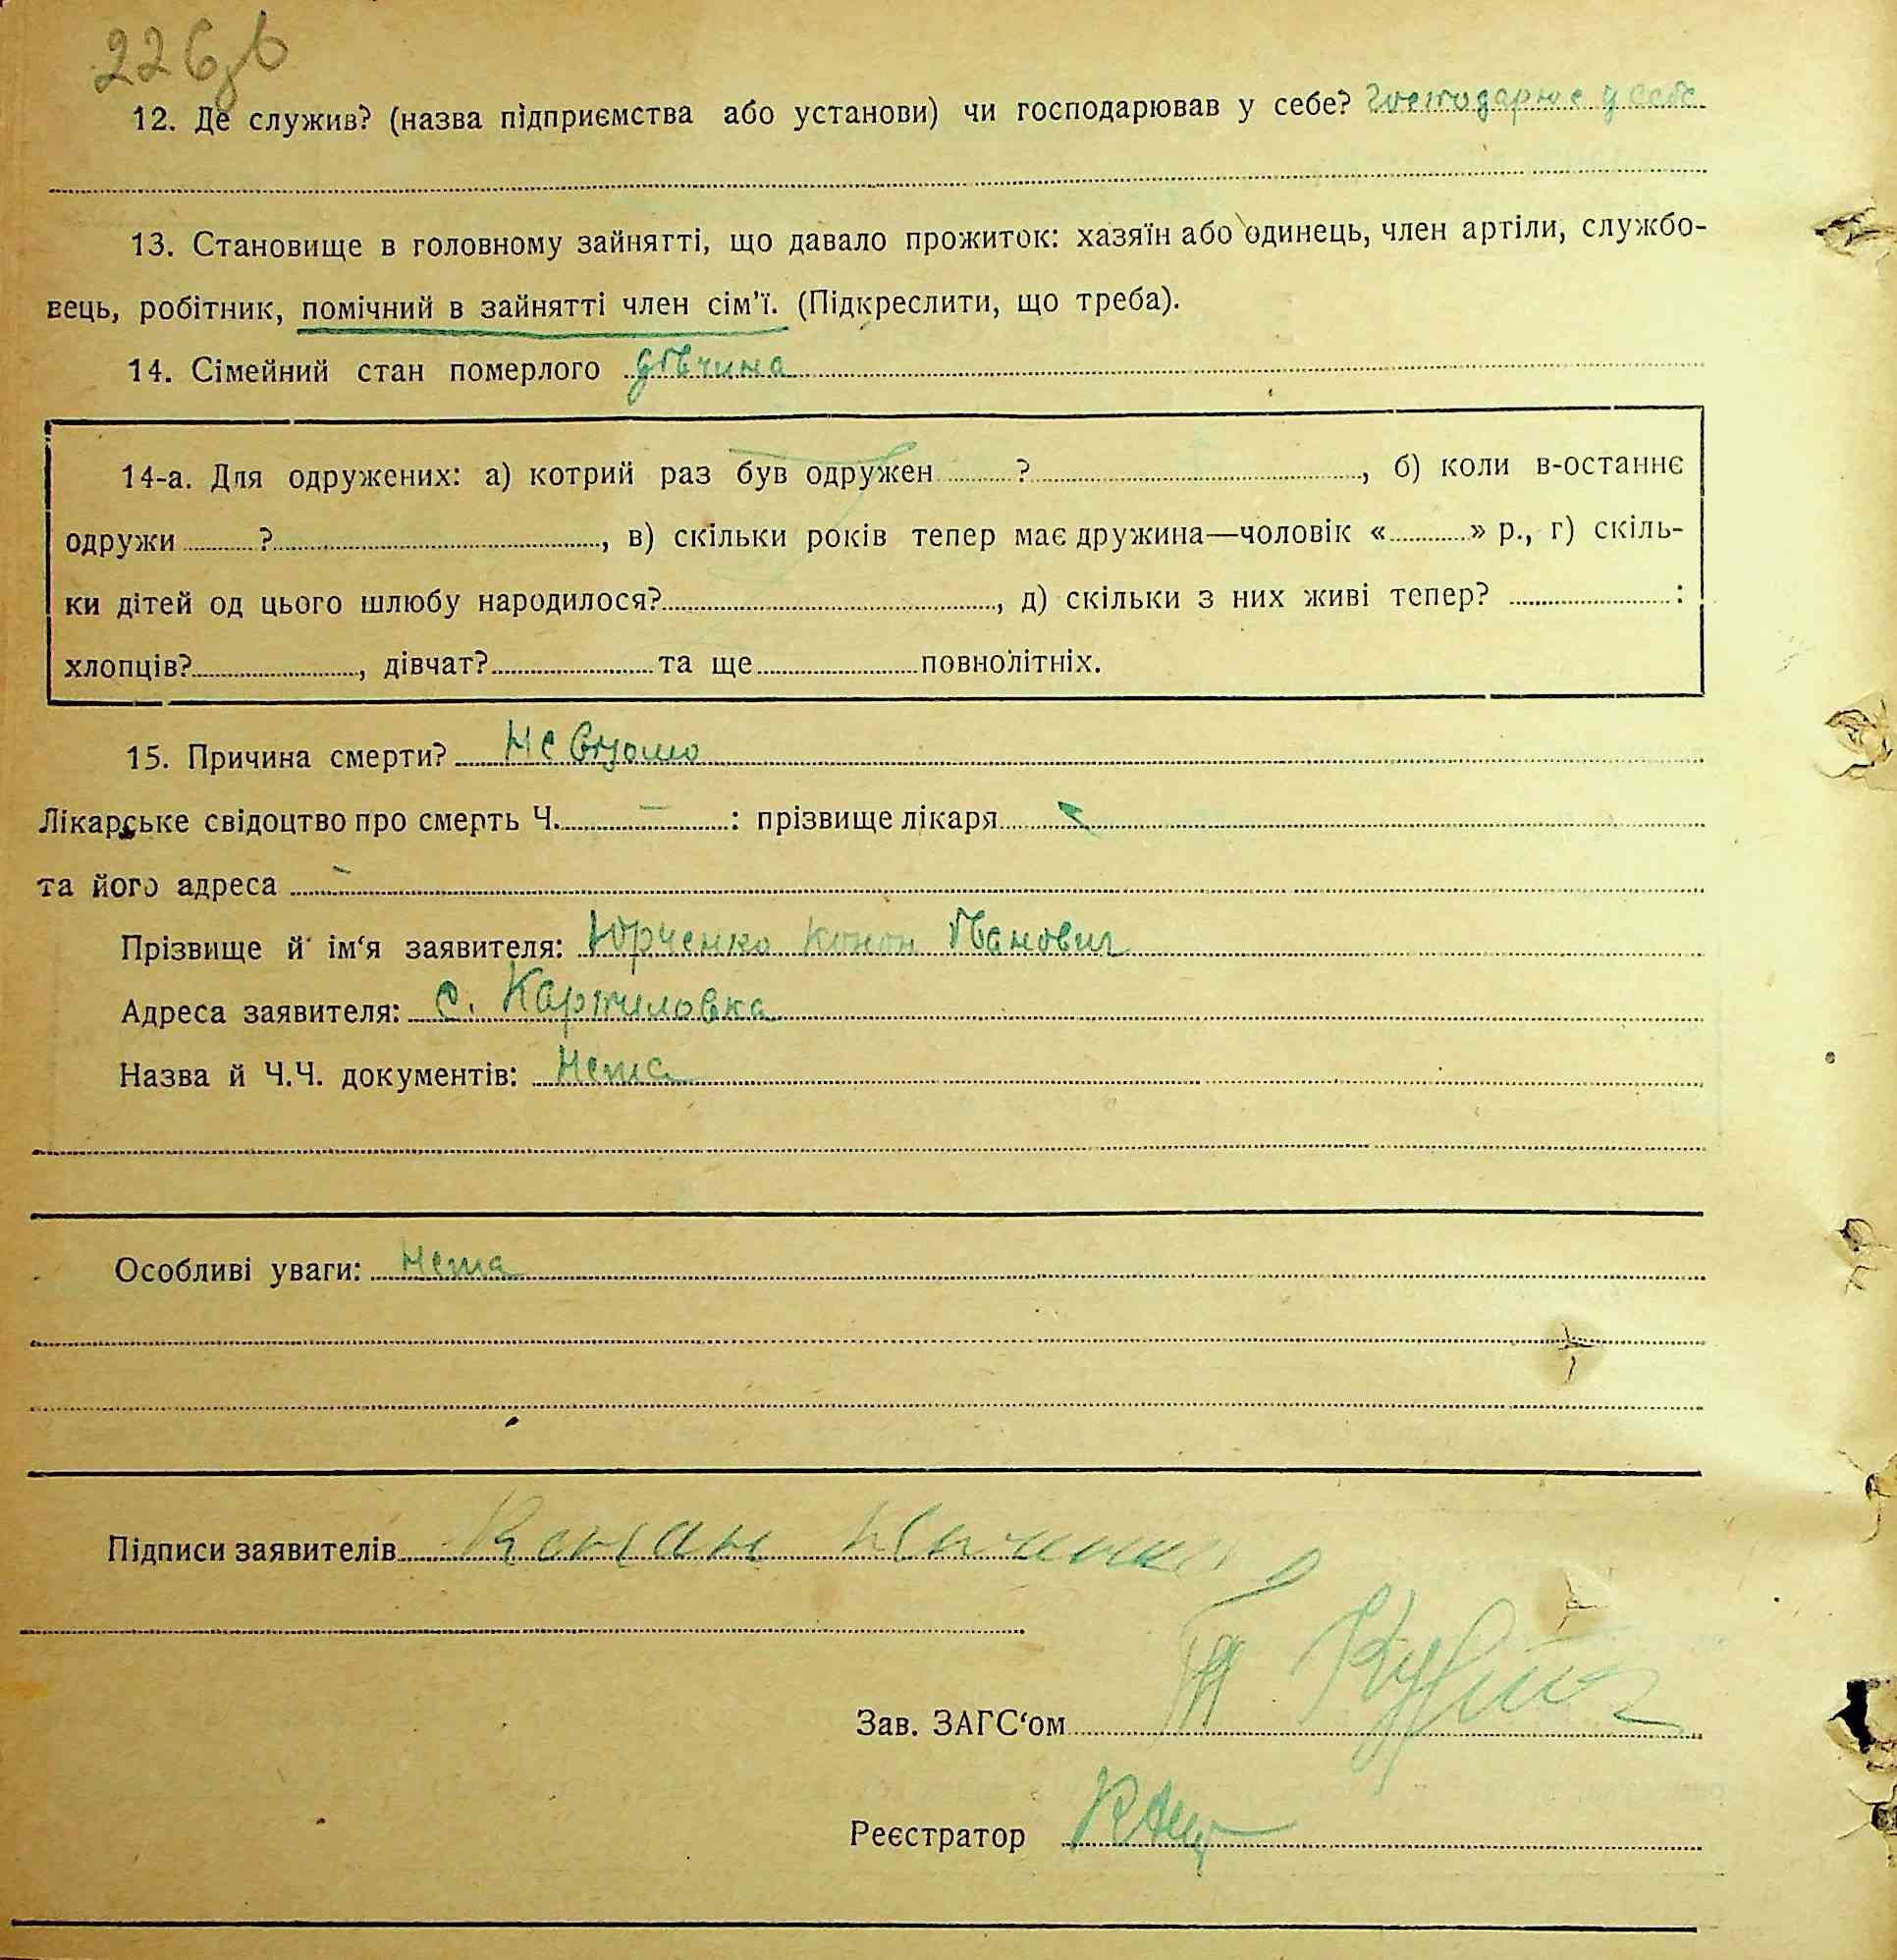 226зв
12. Де служив? (назва підприємства або установи) чи господарював у себе? Господарює у себе
13. Становище в головному зайнятті, що давало прожиток: хазяїн або одинець, член артіли, службо-
вець, робітник, помічний в зайнятті член сім’ї. (Підкреслити, що треба).
14. Сімейний стан померлого дівчина
14-а. Для одружених: а) котрий раз був одружен ? , б) коли в-останнє
одружи ? , в) скільки років тепер має дружина—чоловік « » р., г) скіль-
ки дітей од цього шлюбу народилося? , д) скільки з них живі тепер? :
хлопців? , дівчат? та ще повнолітніх.
15. Причина смерти? Не відомо
Лікарське свідоцтво про смерть Ч. — : прізвище лікаря
та його адреса
Прізвище й ім‘я заявителя: Юрченко Конон Іванович
Адреса заявителя: с. Картиловка
Назва й Ч.Ч. документів: Нема
Особливі уваги: Нема
Підписи заявителів
Зав. ЗАГС‘ом
Реєстратор